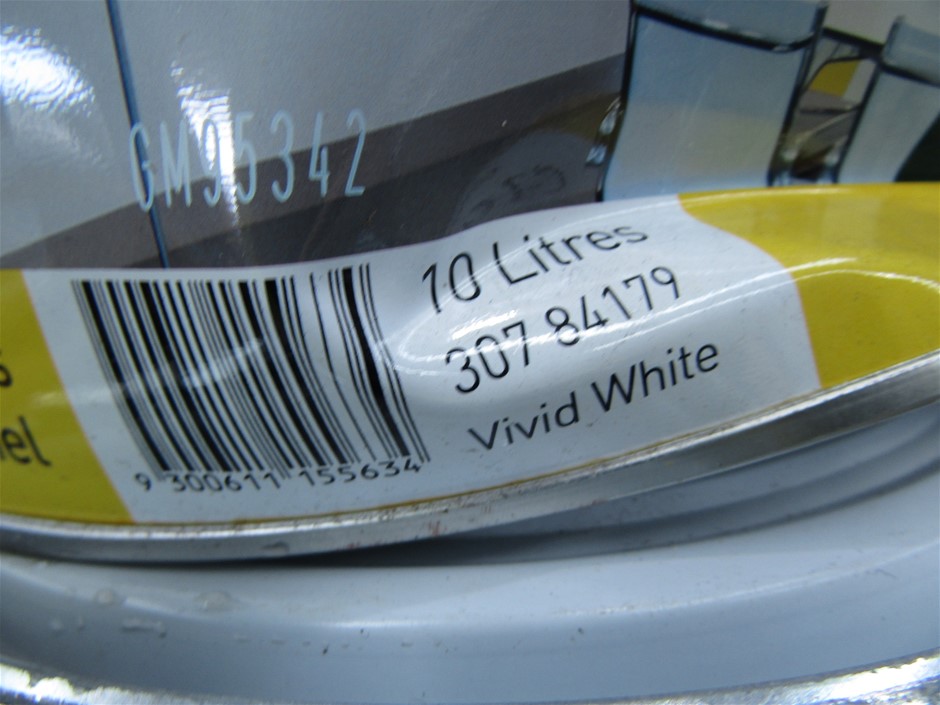 GM95342
10 Litres
307 84179
Vivid White
9 300611 155634